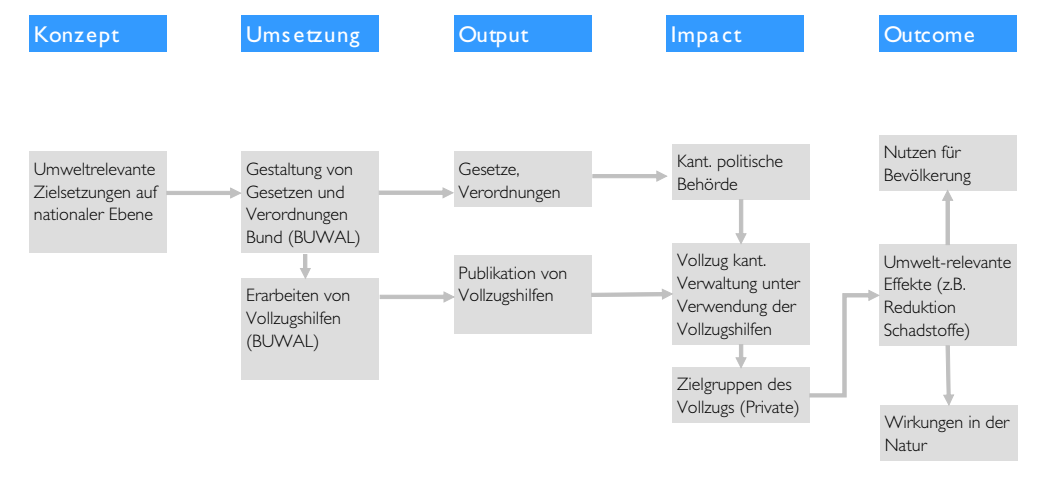 Konzept
Umsetzung
Output
Impact
Outcome
Umweltrelevante
Zielsetzungen auf
nationaler Ebene
Gestaltung von
Gesetzen und
Verordnungen
Bund (BUWAL)
Erarbeiten von
Vollzugshilfen
(BUWAL)
Gesetze,
Verordnungen
Publikation von
Vollzugshilfen
Kant. politische
Behörde
Vollzug kant.
Verwaltung unter
Verwendung der
Vollzugshilfen
Zielgruppen des
Vollzugs (Private)
Nutzen für
Bevölkerung
Umwelt-relevante
Effekte (z.B.
Reduktion
Schadstoffe)
Wirkungen in der
Natur